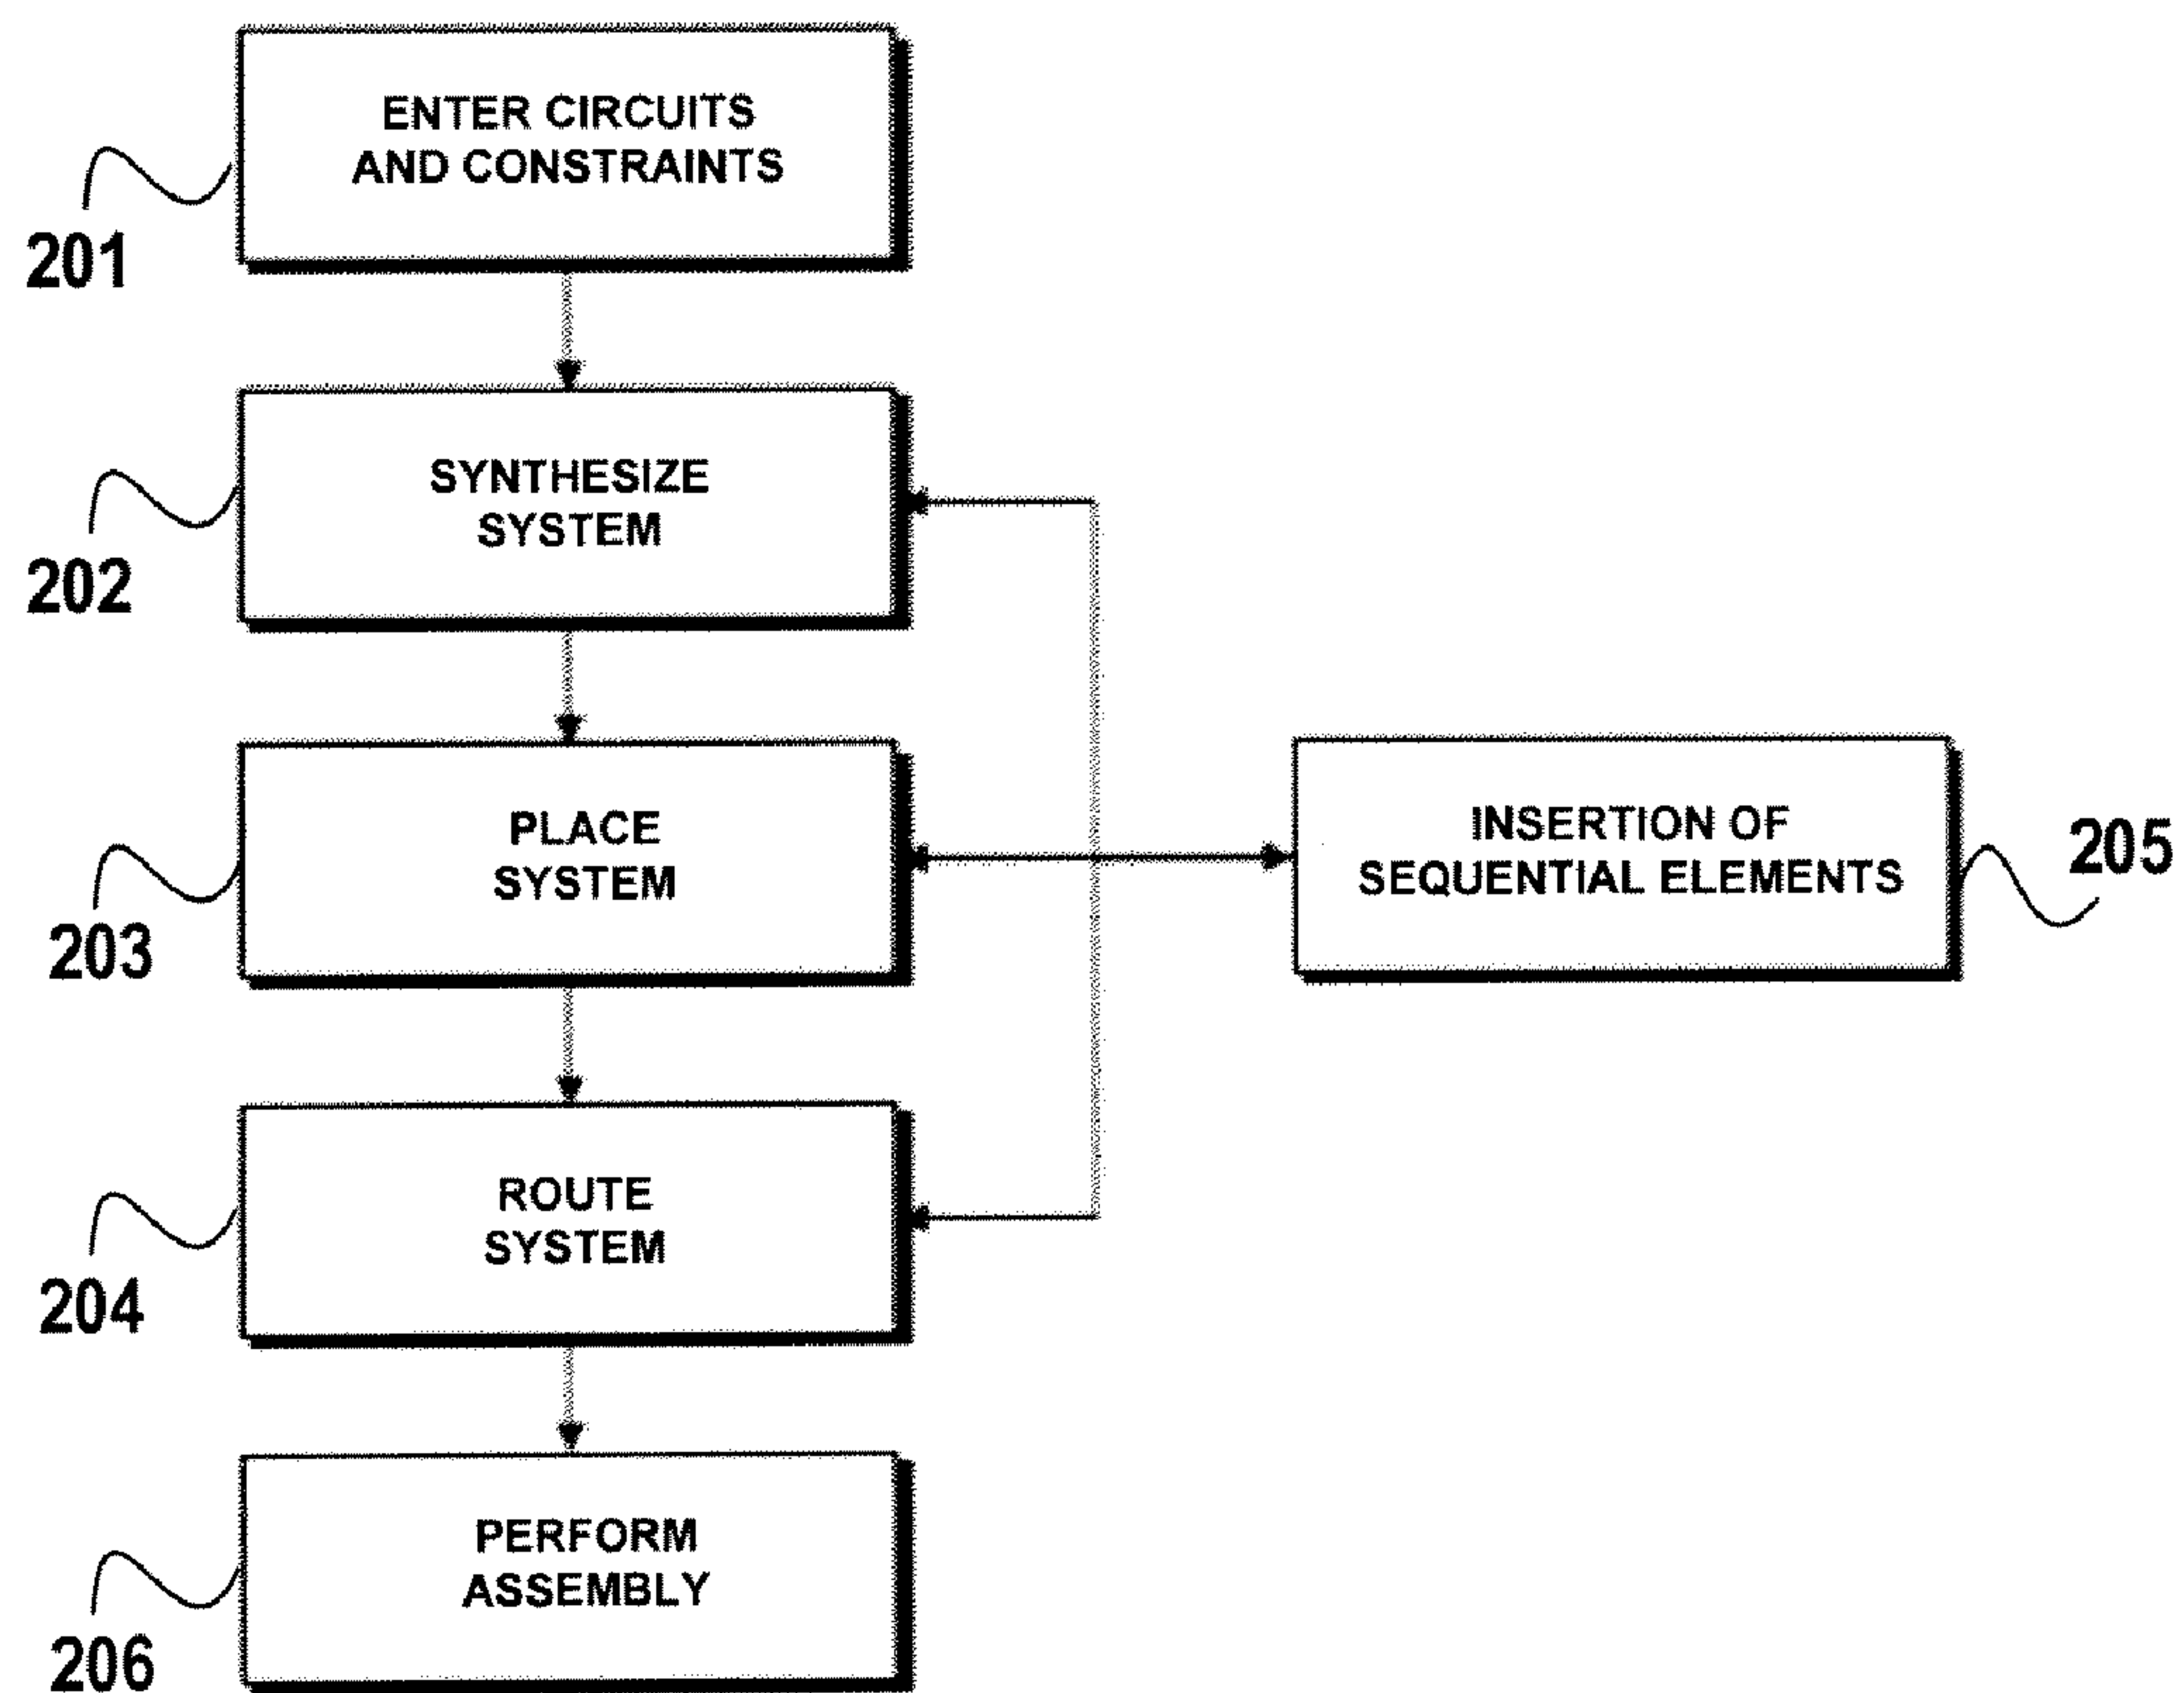 ENTER CIRCUITS
AND CONSTRAINTS
201
SYNTHESIZE
SYSTEM
202
PLACE
SYSTEM
203
INSERTION OF
SEQUENTIAL ELEMENTS
205
ROUTE
SYSTEM
204
PERFORM
ASSEMBLY
206